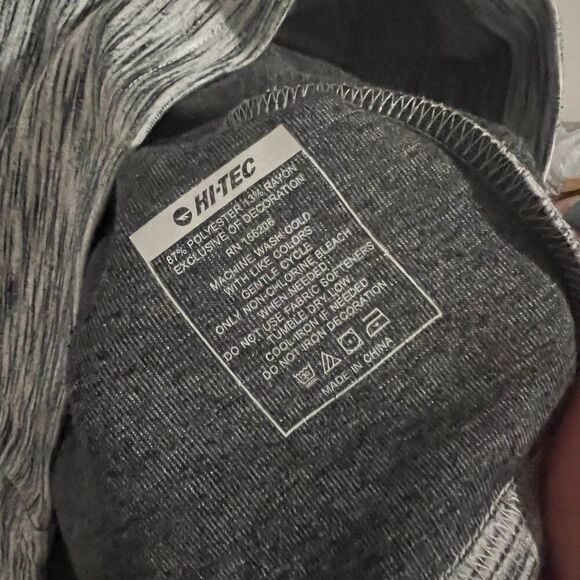 HI-TEC
87% POLYESTER 13% RAYON
EXCLUSIVE OF DECORATION
RN 166206
MACHINE WASH COLD
WITH LIKE COLORS
GENTLE CYCLE
ONLY NON-CHLORINE BLEACH
WHEN NEEDED
DO NOT USE FABRIC SOFTENERS
TUMBLE DRY LOW
COOL IRON IF NEEDED
DO NOT IRON DECORATION
MADE IN CHINA